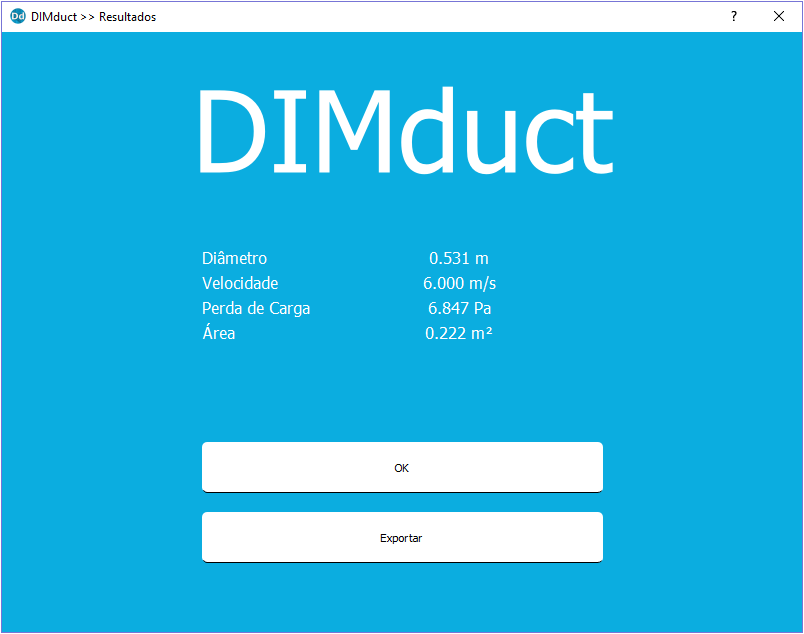 DIMduct >> Resultados
DIMduct
Diâmetro 0.531 m
Velocidade 6.000 m/s
Perda de Carga 6.847 Pa
Área 0.222 m²
OK
Exportar